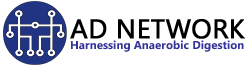 AD NETWORK
Harnessing Anaerobic Digestion